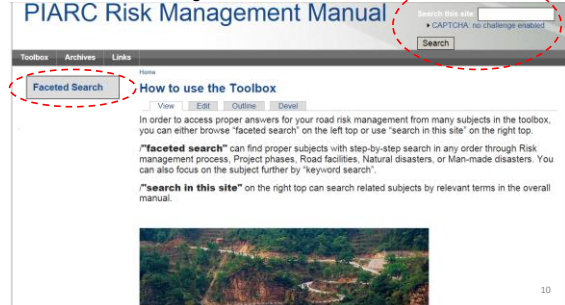 PIARC Risk Management Manual
Search this site:
CAPTCHA: no challenge enabled
Search
Toolbox Archives Links
Faceted Search
Home
How to use the Toolbox
View Edit Outline Devel
In order to access proper answers for your road risk management from many subjects in the toolbox,
you can either browse "faceted search" on the left top or use "search in this site" on the right top.
/"faceted search" can find proper subjects with step-by-step search in any order through Risk
management process, Project phases, Road facilities, Natural disasters, or Man-made disasters. You
can also focus on the subject further by "keyword search".
/"search in this site" on the right top can search related subjects by relevant terms in the overall
manual.
10